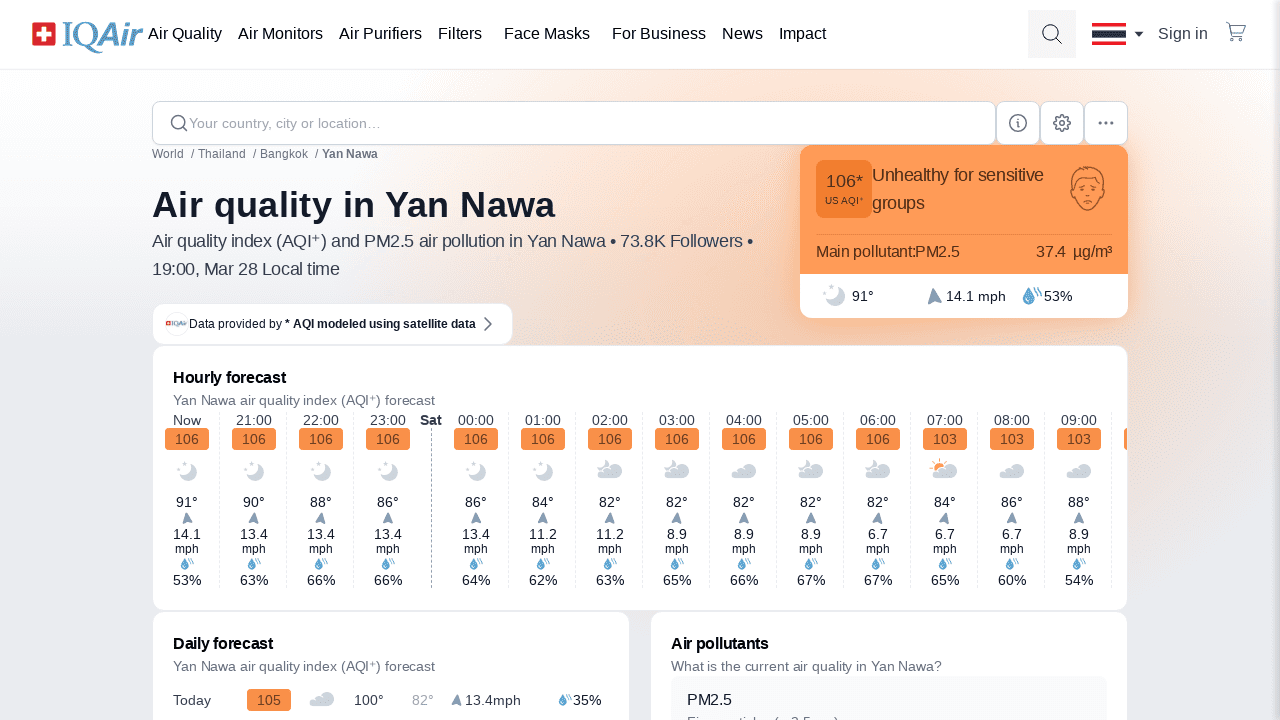 IQAir Air Quality Air Monitors Air Purifiers Filters Face Masks For Business News Impact Sign in
Your country, city or location...
World / Thailand / Bangkok / Yan Nawa
Air quality in Yan Nawa
Air quality index (AQI⁺) and PM2.5 air pollution in Yan Nawa • 73.8K Followers •
19:00, Mar 28 Local time
106*
US AQI⁺
Unhealthy for sensitive
groups
Main pollutant:PM2.5 37.4 µg/m³
91° 14.1 mph 53%
IQAir Data provided by * AQI modeled using satellite data
Hourly forecast
Yan Nawa air quality index (AQI⁺) forecast
Now 21:00 22:00 23:00 Sat 00:00 01:00 02:00 03:00 04:00 05:00 06:00 07:00 08:00 09:00
106 106 106 106 106 106 106 106 106 106 106 103 103 103
91° 90° 88° 86° 86° 84° 82° 82° 82° 82° 82° 84° 86° 88°
14.1 13.4 13.4 13.4 13.4 11.2 11.2 8.9 8.9 8.9 6.7 6.7 6.7 8.9
mph mph mph mph mph mph mph mph mph mph mph mph mph mph
53% 63% 66% 66% 64% 62% 63% 65% 66% 67% 67% 65% 60% 54%
Daily forecast
Yan Nawa air quality index (AQI⁺) forecast
Today 105 100° 82° 13.4mph 35%
Air pollutants
What is the current air quality in Yan Nawa?
PM2.5